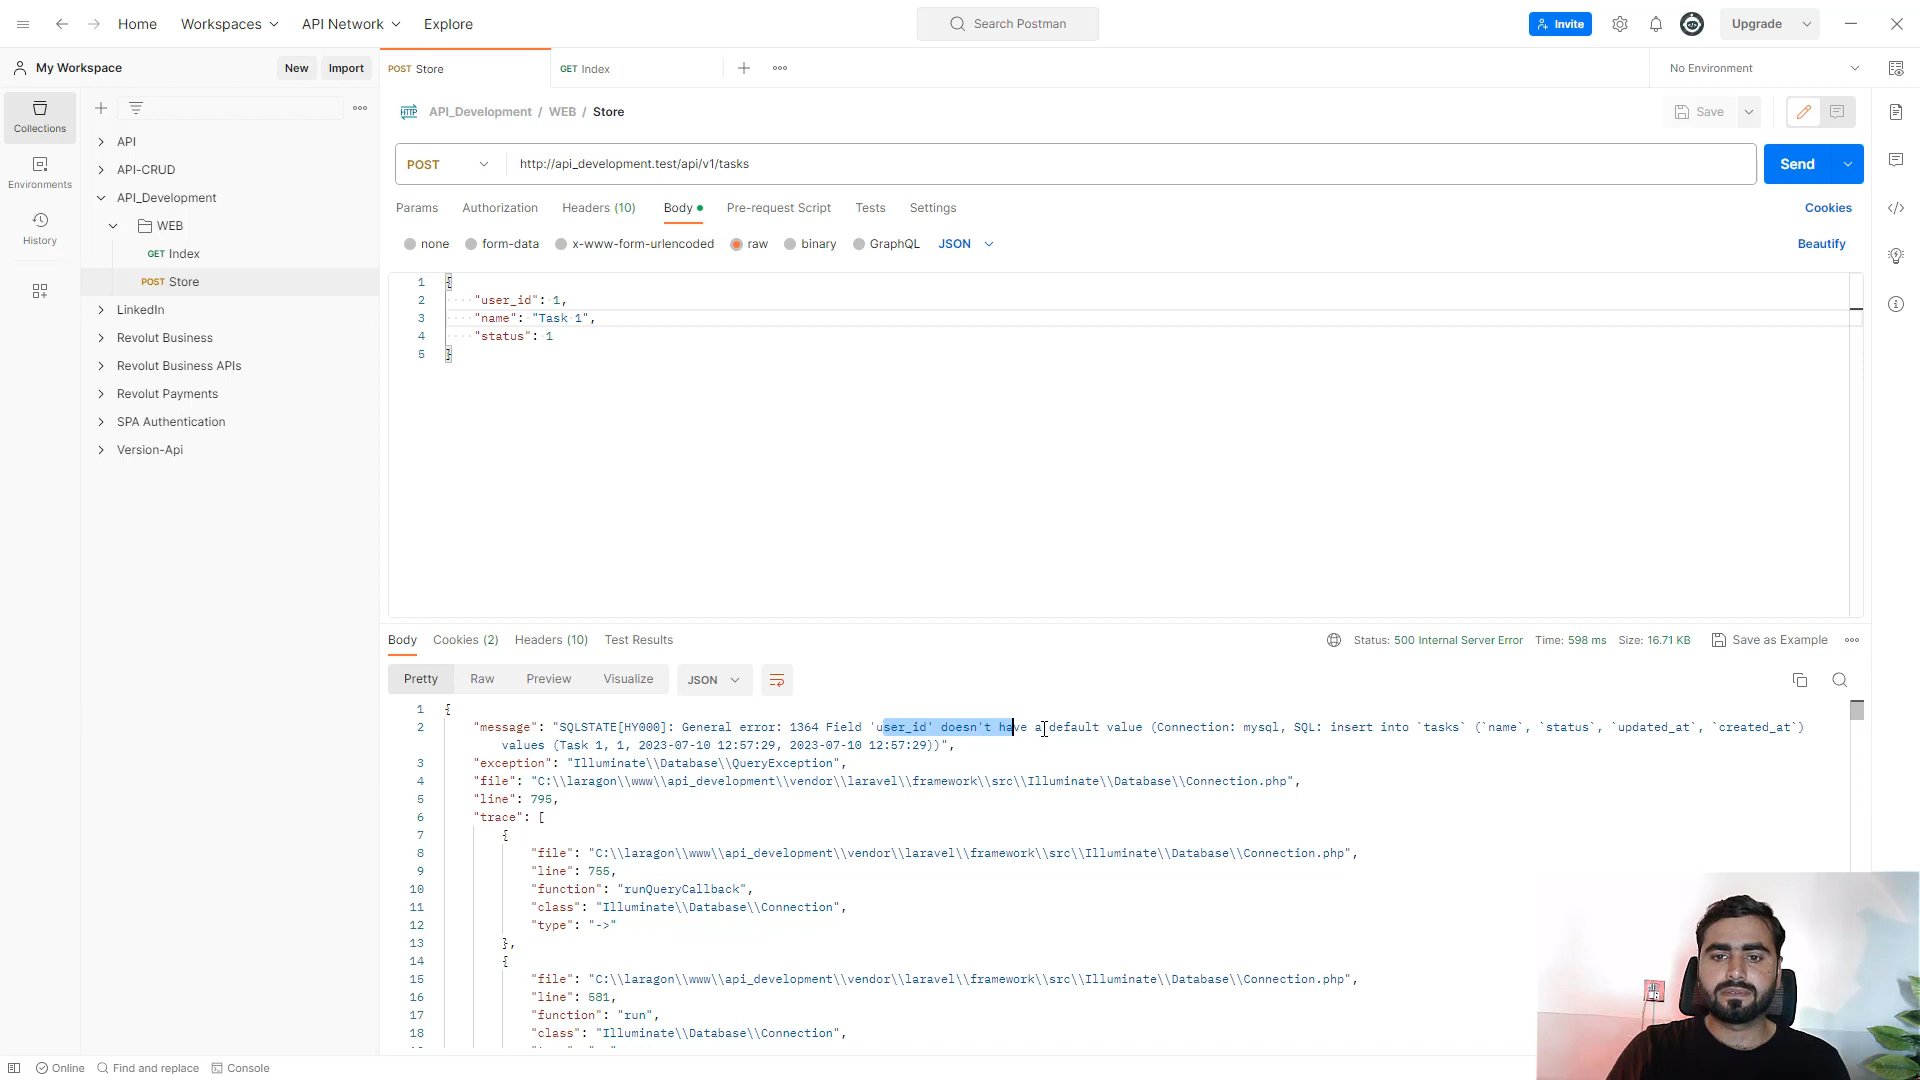 Home
Workspaces
API Network
Explore
Search Postman
Invite
Upgrade
My Workspace
New
Import
POST Store
GET Index
No Environment
Collections
Environments
History
API
API-CRUD
API_Development
WEB
GET Index
POST Store
LinkedIn
Revolut Business
Revolut Business APIs
Revolut Payments
SPA Authentication
Version-Api
HTTP
API_Development / WEB / Store
Save
POST
http://api_development.test/api/v1/tasks
Send
Params
Authorization
Headers (10)
Body
Pre-request Script
Tests
Settings
Cookies
none
form-data
x-www-form-urlencoded
raw
binary
GraphQL
JSON
Beautify
1 {
2 "user_id": 1,
3 "name": "Task 1",
4 "status": 1
5 }
Body
Cookies (2)
Headers (10)
Test Results
Status: 500 Internal Server Error
Time: 598 ms
Size: 16.71 KB
Save as Example
Pretty
Raw
Preview
Visualize
JSON
1 {
2 "message": "SQLSTATE[HY000]: General error: 1364 Field 'user_id' doesn't have a default value (Connection: mysql, SQL: insert into `tasks` (`name`, `status`, `updated_at`, `created_at`)
values (Task 1, 1, 2023-07-10 12:57:29, 2023-07-10 12:57:29))",
3 "exception": "Illuminate\\Database\\QueryException",
4 "file": "C:\\laragon\\www\\api_development\\vendor\\laravel\\framework\\src\\Illuminate\\Database\\Connection.php",
5 "line": 795,
6 "trace": [
7 {
8 "file": "C:\\laragon\\www\\api_development\\vendor\\laravel\\framework\\src\\Illuminate\\Database\\Connection.php",
9 "line": 755,
10 "function": "runQueryCallback",
11 "class": "Illuminate\\Database\\Connection",
12 "type": "->"
13 },
14 {
15 "file": "C:\\laragon\\www\\api_development\\vendor\\laravel\\framework\\src\\Illuminate\\Database\\Connection.php",
16 "line": 581,
17 "function": "run",
18 "class": "Illuminate\\Database\\Connection",
Online
Find and replace
Console